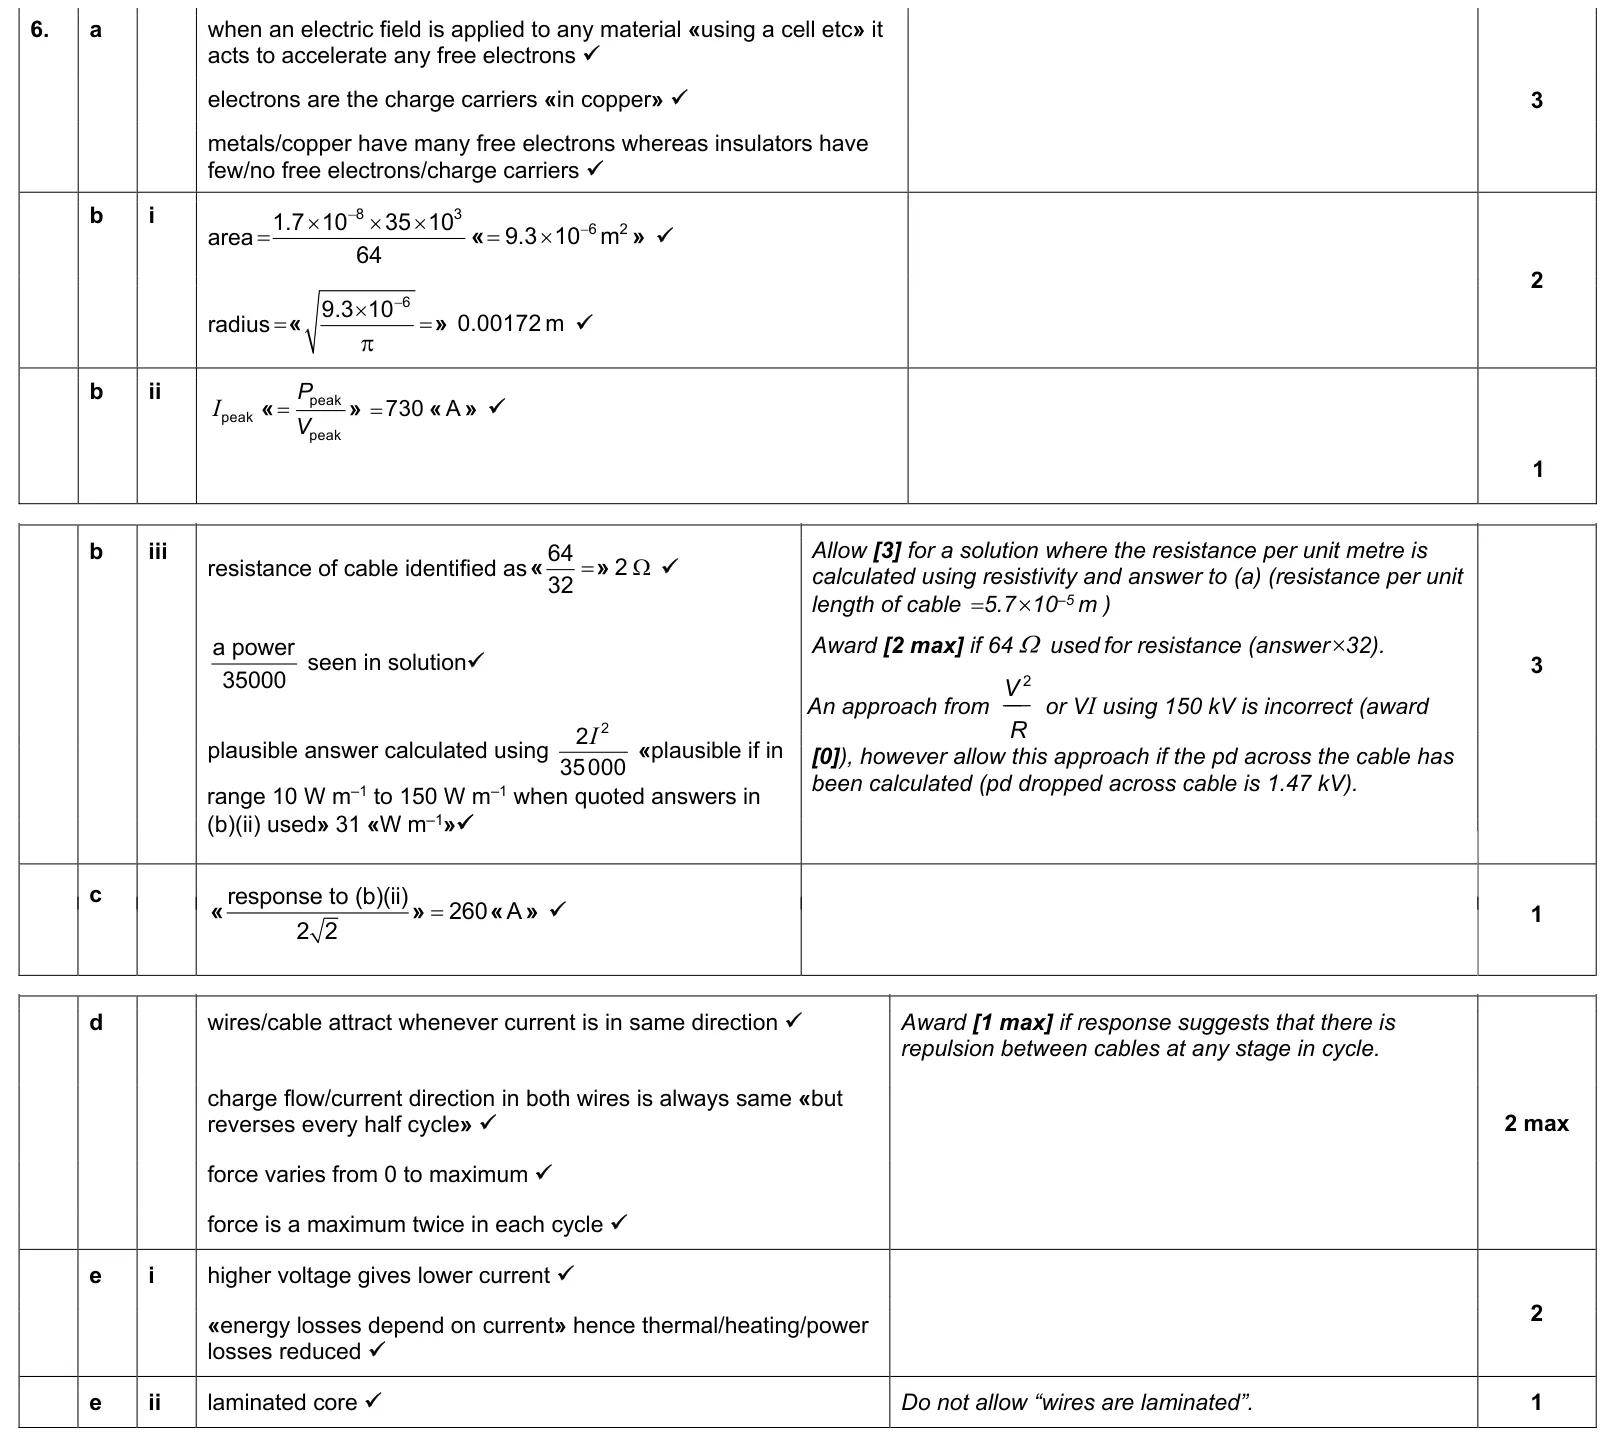 6. a when an electric field is applied to any material «using a cell etc» it
acts to accelerate any free electrons ✓
electrons are the charge carriers «in copper» ✓
3
metals/copper have many free electrons whereas insulators have
few/no free electrons/charge carriers ✓
b i area = 1.7×10⁻⁸×35×10³ / 64 «= 9.3×10⁻⁶ m²» ✓
2
radius = «√(9.3×10⁻⁶ / π) =» 0.00172 m ✓
b ii I peak «= P peak / V peak» = 730 «A» ✓
1
b iii resistance of cable identified as «64/32 =» 2 Ω ✓
a power / 35000 seen in solution✓
plausible answer calculated using 2I² / 35000 «plausible if in
range 10 W m⁻¹ to 150 W m⁻¹ when quoted answers in
(b)(ii) used» 31 «W m⁻¹»✓
Allow [3] for a solution where the resistance per unit metre is
calculated using resistivity and answer to (a) (resistance per unit
length of cable =5.7×10⁻⁵ m )
Award [2 max] if 64 Ω used for resistance (answer×32).
An approach from V² / R or VI using 150 kV is incorrect (award
[0]), however allow this approach if the pd across the cable has
been calculated (pd dropped across cable is 1.47 kV).
3
c «response to (b)(ii) / 2√2» = 260 «A» ✓
1
d wires/cable attract whenever current is in same direction ✓
charge flow/current direction in both wires is always same «but
reverses every half cycle» ✓
force varies from 0 to maximum ✓
force is a maximum twice in each cycle ✓
Award [1 max] if response suggests that there is
repulsion between cables at any stage in cycle.
2 max
e i higher voltage gives lower current ✓
«energy losses depend on current» hence thermal/heating/power
losses reduced ✓
2
e ii laminated core ✓
Do not allow “wires are laminated”.
1